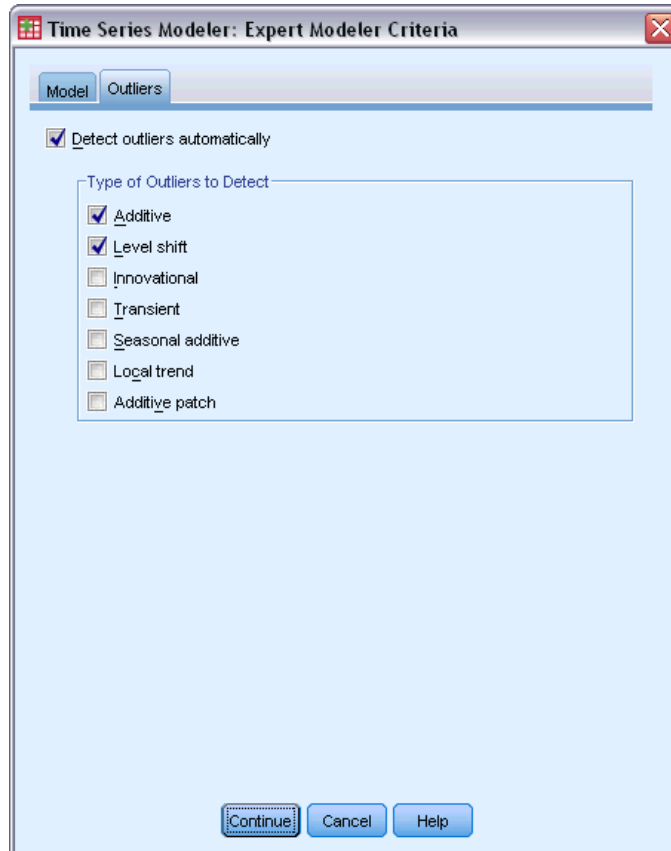 Time Series Modeler: Expert Modeler Criteria
Model Outliers
Detect outliers automatically
Type of Outliers to Detect
Additive
Level shift
Innovational
Transient
Seasonal additive
Local trend
Additive patch
Continue Cancel Help